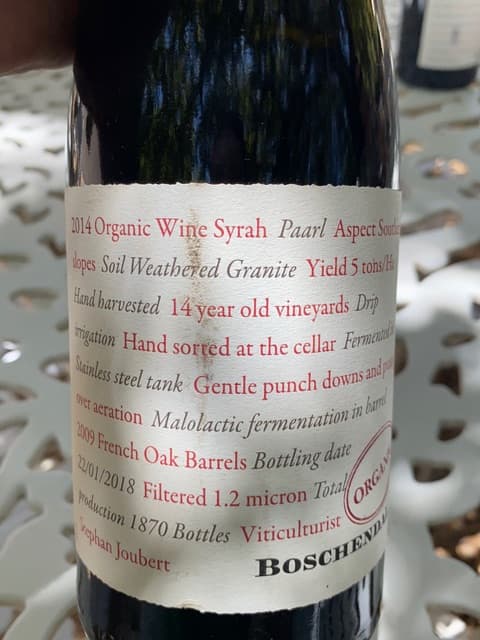 2014 Organic Wine Syrah Paarl Aspect South
slopes Soil Weathered Granite Yield 5 tons/Ha
Hand harvested 14 year old vineyards Drip
irrigation Hand sorted at the cellar Fermented
Stainless steel tank Gentle punch downs and
over aeration Malolactic fermentation in barrel
2009 French Oak Barrels Bottling date
22/01/2018 Filtered 1.2 micron Total
production 1870 Bottles Viticulturist
Stephan Joubert
ORGAN
BOSCHENDA